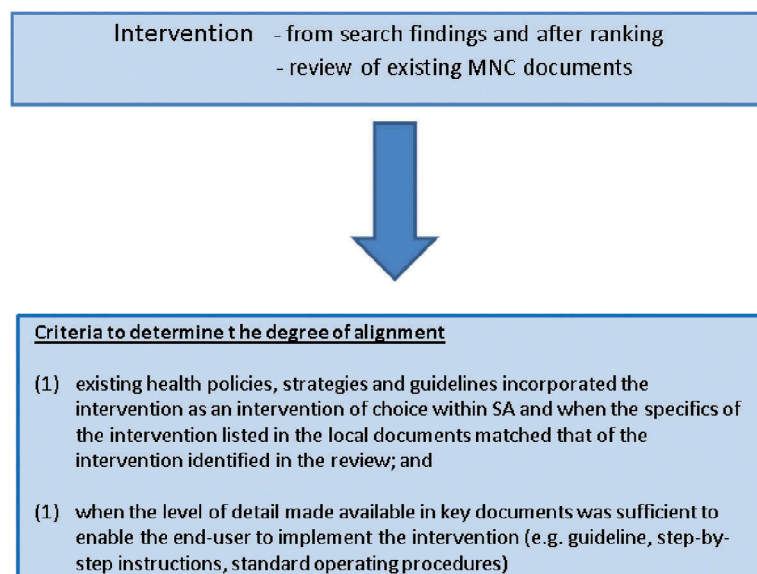 Intervention - from search findings and after ranking
- review of existing MNC documents
Criteria to determine the degree of alignment
(1) existing health policies, strategies and guidelines incorporated the
intervention as an intervention of choice within SA and when the specifics of
the intervention listed in the local documents matched that of the
intervention identified in the review; and
(1) when the level of detail made available in key documents was sufficient to
enable the end-user to implement the intervention (e.g. guideline, step-by-
step instructions, standard operating procedures)